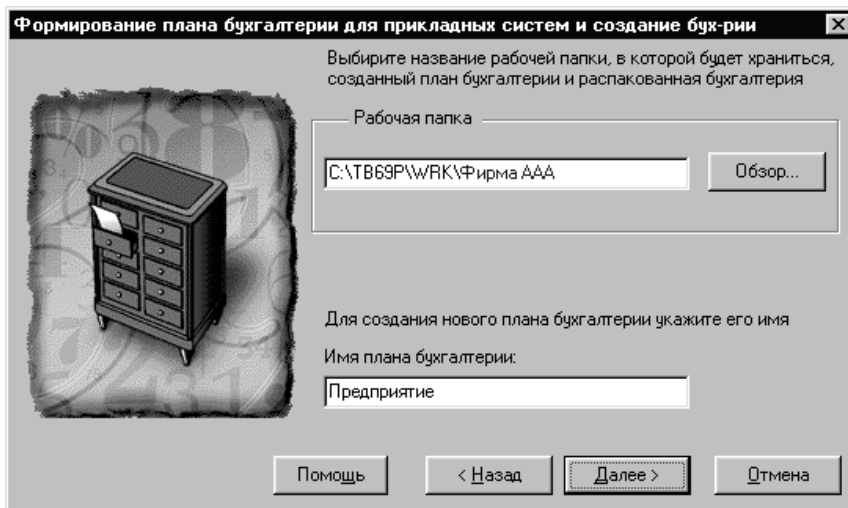 Формирование плана бухгалтерии для прикладных систем и создание бух-рии
Выбирите название рабочей папки, в которой будет храниться,
созданный план бухгалтерии и распакованная бухгалтерия
Рабочая папка
C:\TB69P\WRK\Фирма ААА
Обзор...
Для создания нового плана бухгалтерии укажите его имя
Имя плана бухгалтерии:
Предприятие
Помощь
< Назад
Далее >
Отмена